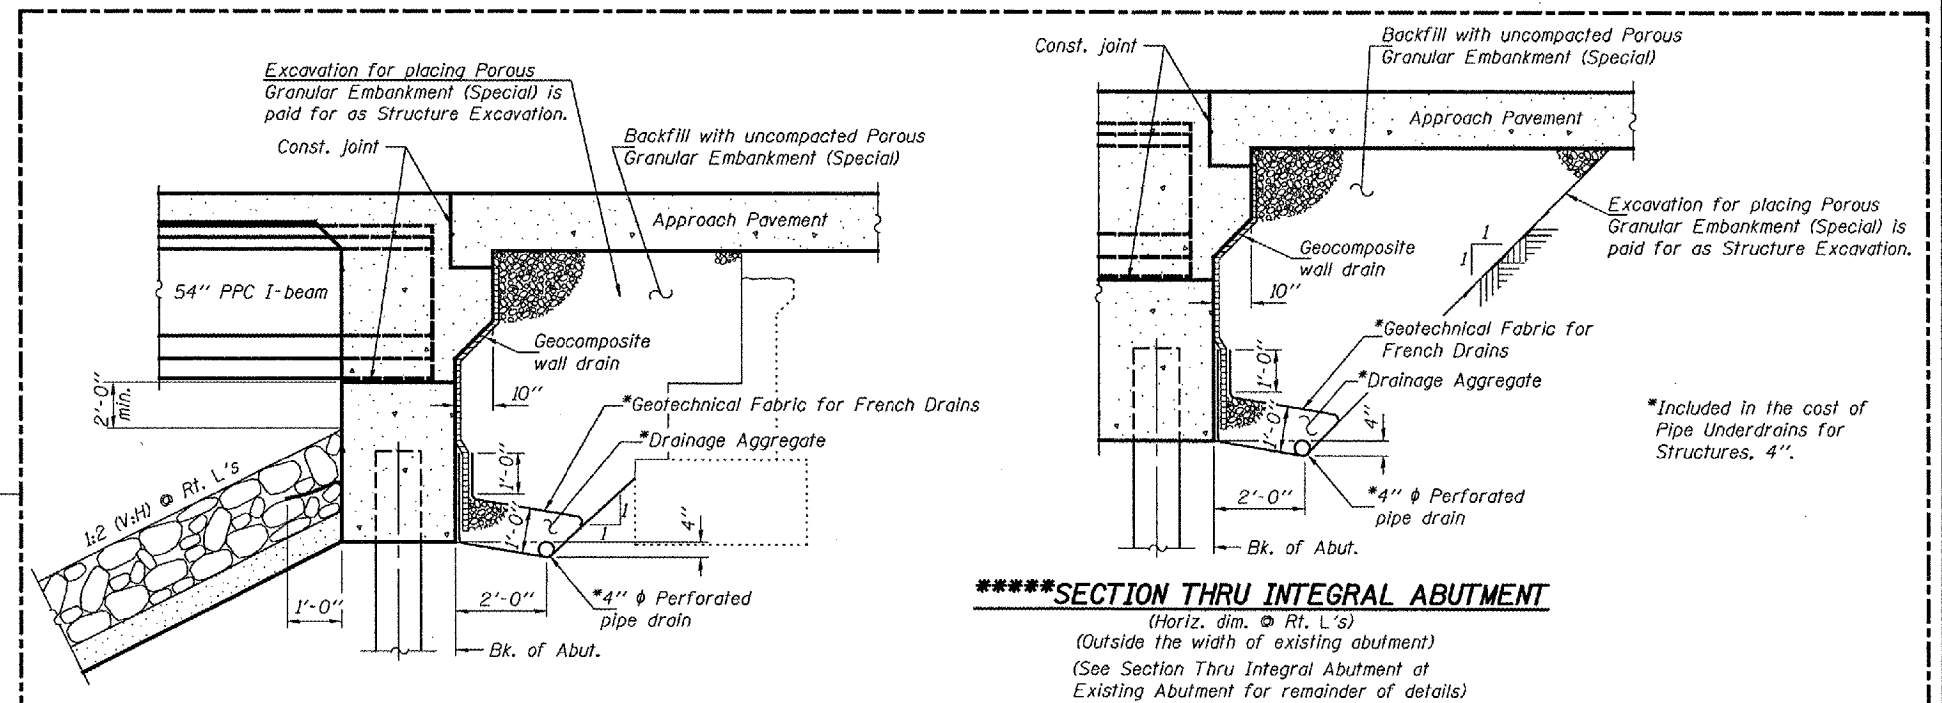 Excavation for placing Porous
Granular Embankment (Special) is
paid for as Structure Excavation.
Const. joint
Backfill with uncompacted Porous
Granular Embankment (Special)
Approach Pavement
54" PPC I-beam
Geocomposite
wall drain
10"
2'-0"
min.
*Geotechnical Fabric for French Drains
*Drainage Aggregate
1'-0"
1'-0"
1
1
4"
1:2 (V:H) @ Rt. L's
1'-0"
2'-0"
*4" ϕ Perforated
pipe drain
Bk. of Abut.
Const. joint
Backfill with uncompacted Porous
Granular Embankment (Special)
Approach Pavement
Excavation for placing Porous
Granular Embankment (Special) is
paid for as Structure Excavation.
1
1
Geocomposite
wall drain
10"
*Geotechnical Fabric for
French Drains
1'-0"
*Drainage Aggregate
1'-0"
4"
*Included in the cost of
Pipe Underdrains for
Structures, 4".
2'-0"
*4" ϕ Perforated
pipe drain
Bk. of Abut.
*****SECTION THRU INTEGRAL ABUTMENT
(Horiz. dim. @ Rt. L's)
(Outside the width of existing abutment)
(See Section Thru Integral Abutment at
Existing Abutment for remainder of details)